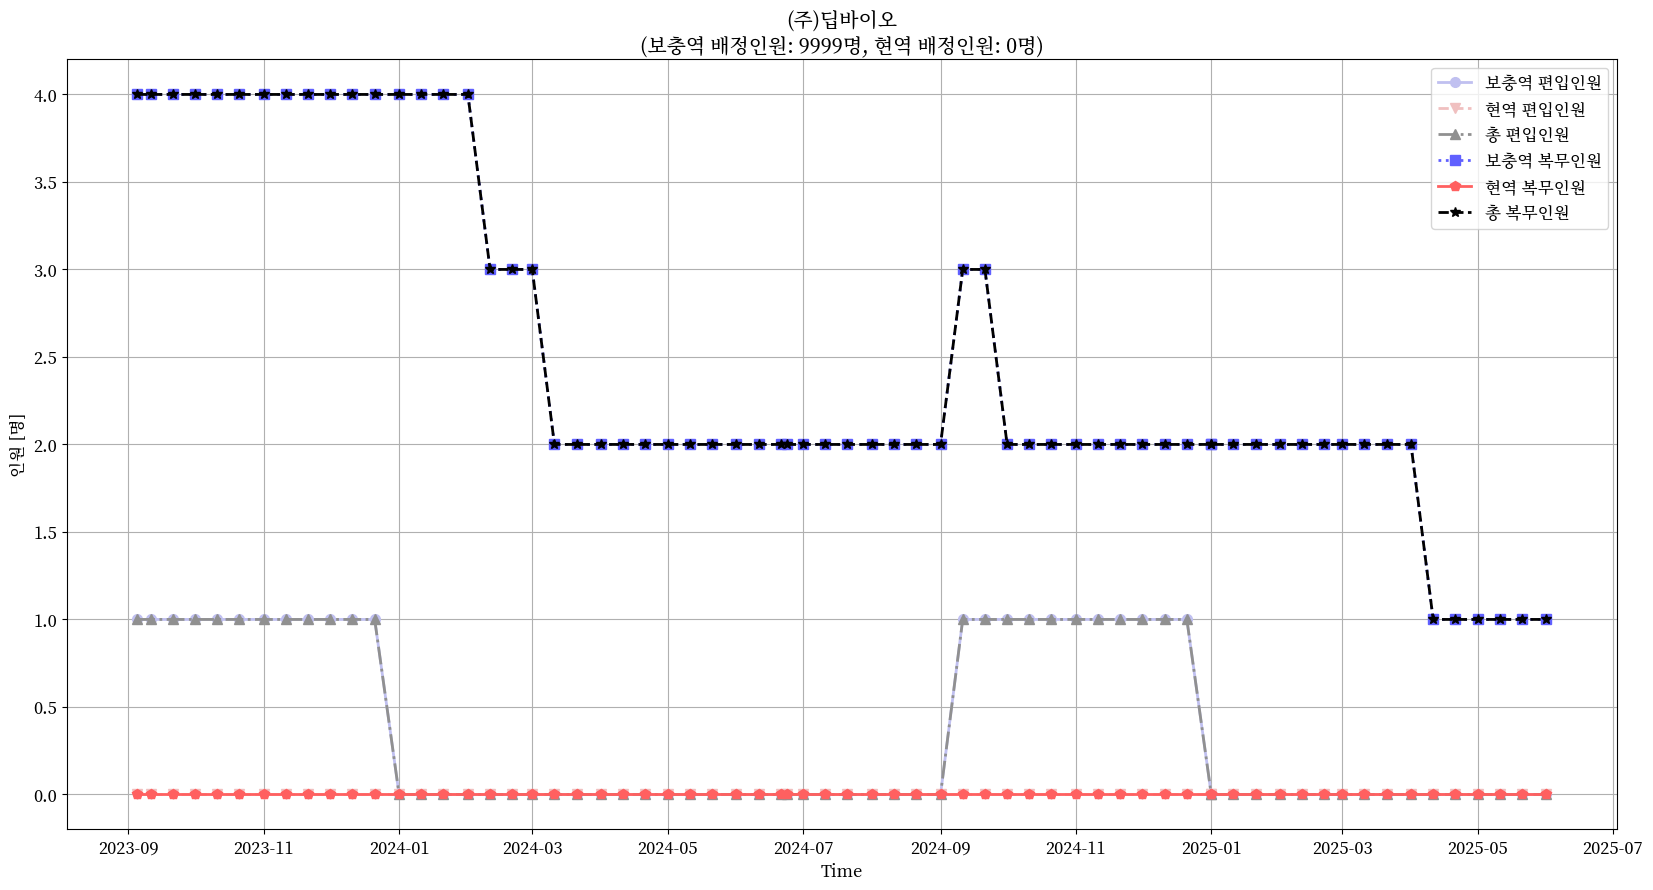 (주)딥바이오
(보충역 배정인원: 9999명, 현역 배정인원: 0명)
보충역 편입인원
현역 편입인원
총 편입인원
보충역 복무인원
현역 복무인원
총 복무인원
인원 [명]
4.0
3.5
3.0
2.5
2.0
1.5
1.0
0.5
0.0
2023-09 2023-11 2024-01 2024-03 2024-05 2024-07 2024-09 2024-11 2025-01 2025-03 2025-05 2025-07
Time